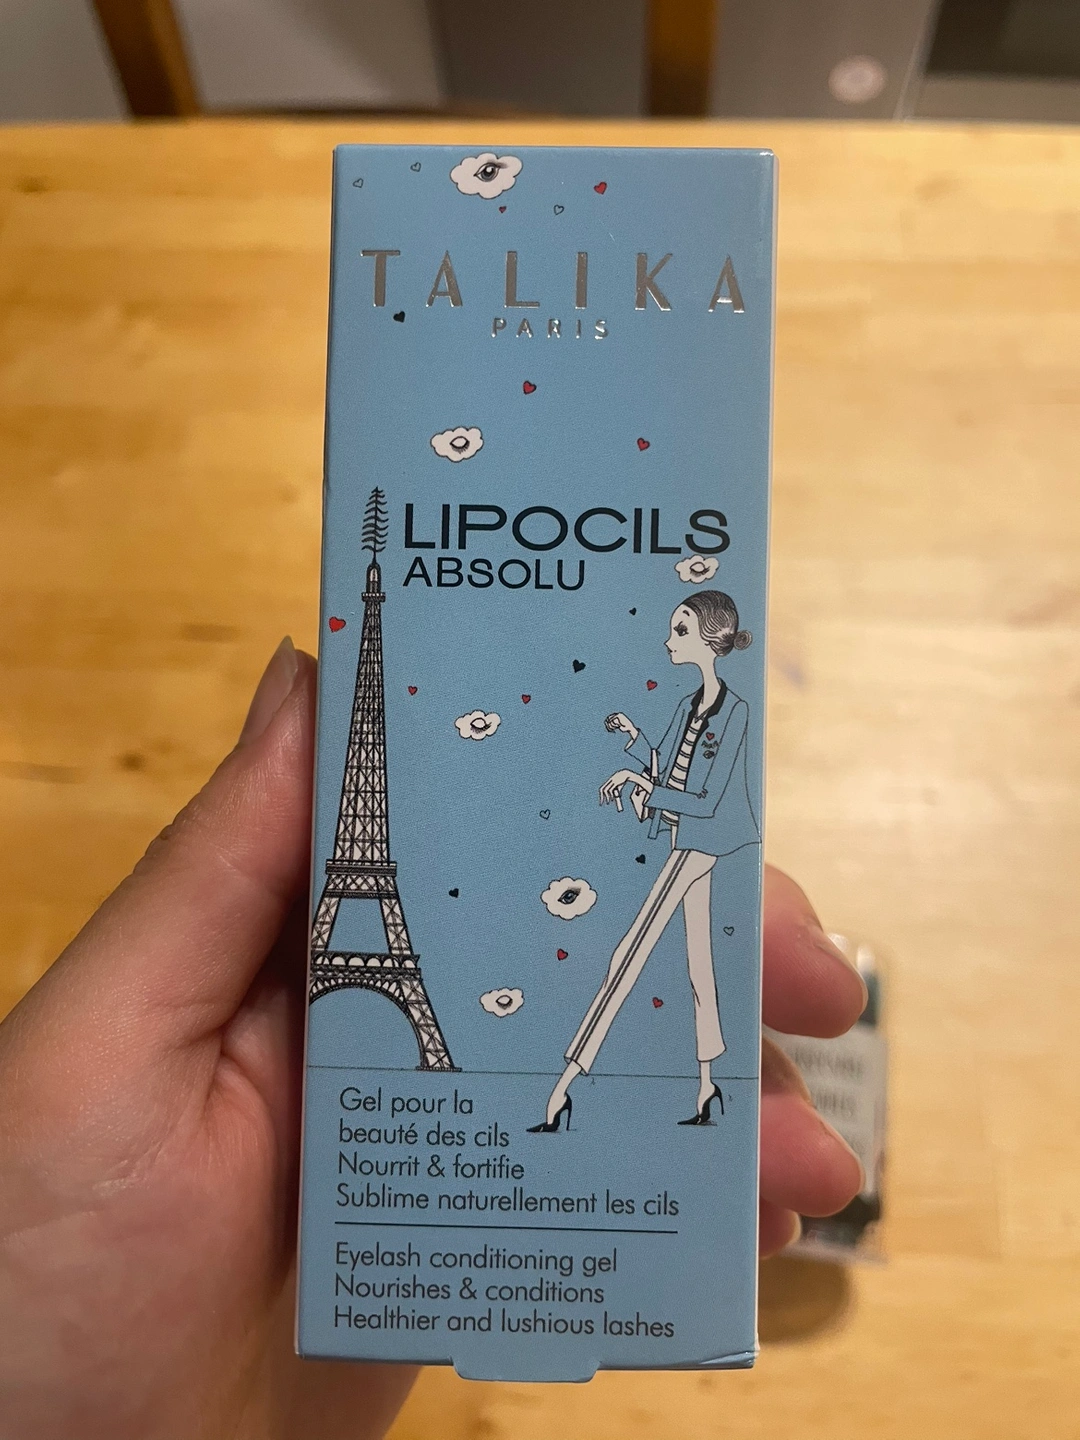 TALIKA
PARIS
LIPOCILS
ABSOLU
Gel pour la
beauté des cils
Nourrit & fortifie
Sublime naturellement les cils
Eyelash conditioning gel
Nourishes & conditions
Healthier and lushious lashes